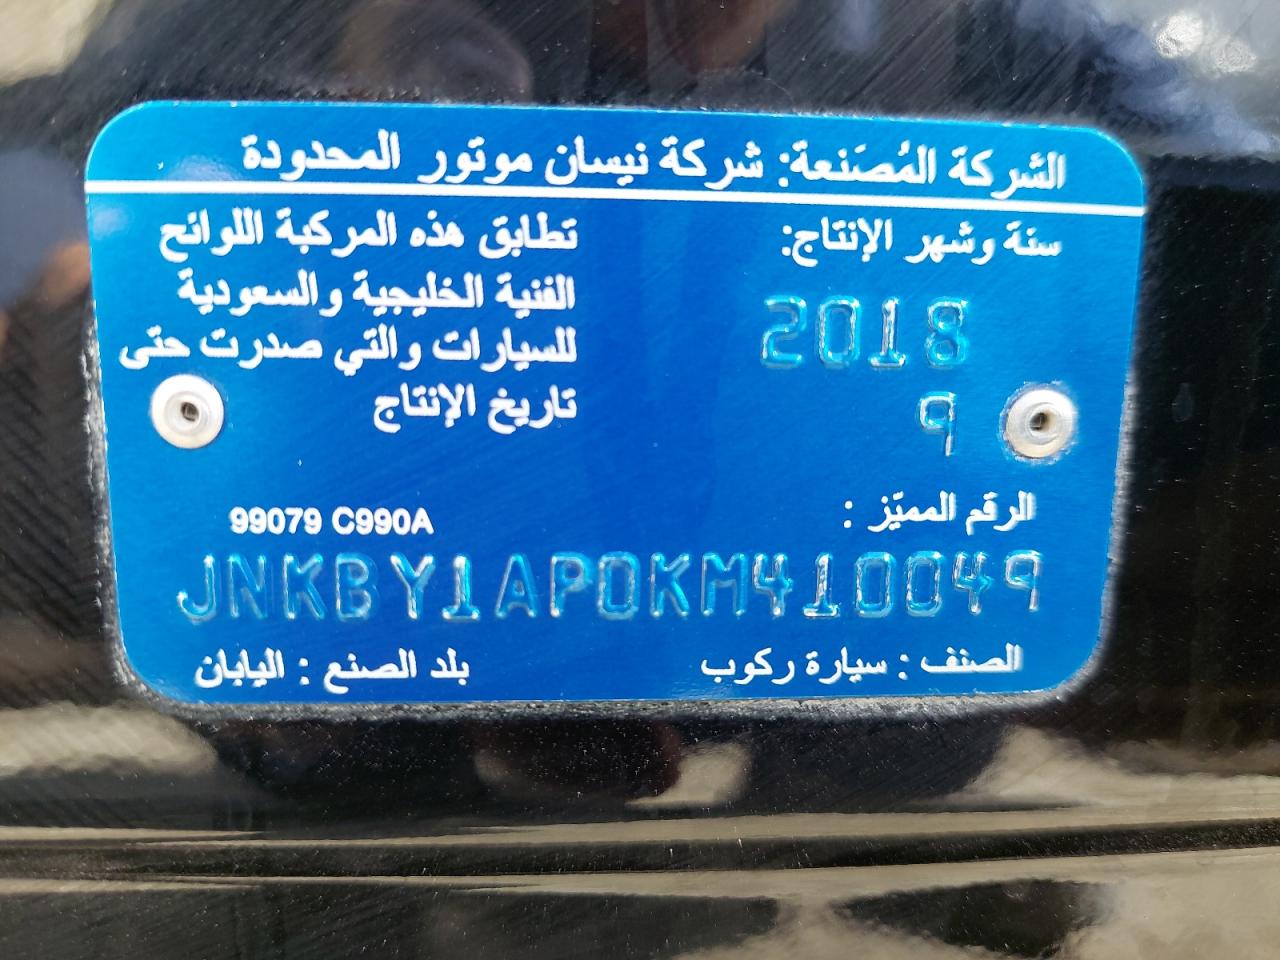 الشركة المُصَنعة: شركة نيسان موتور المحدودة
سنة وشهر الإنتاج:
2018
9
تطابق هذه المركبة اللوائح
الفنية الخليجية والسعودية
للسيارات والتي صدرت حتى
تاريخ الإنتاج
الرقم المميّز :
99079 C990A
JNKBY1AP0KM410049
الصنف : سيارة ركوب
بلد الصنع : اليابان